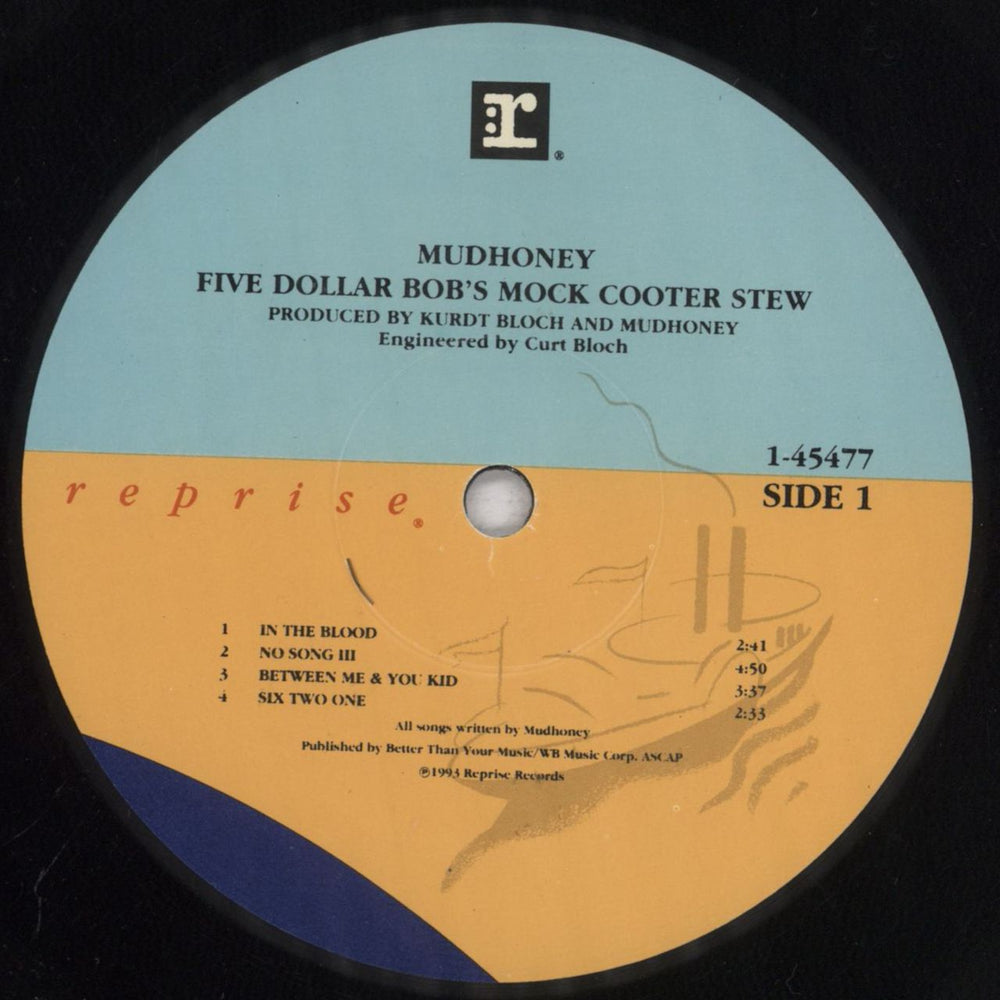 r®
MUDHONEY
FIVE DOLLAR BOB'S MOCK COOTER STEW
PRODUCED BY KURDT BLOCH AND MUDHONEY
Engineered by Curt Bloch
1-45477
reprise®
SIDE 1
1 IN THE BLOOD 2:41
2 NO SONG III 4:50
3 BETWEEN ME & YOU KID 3:37
4 SIX TWO ONE 2:33
All songs written by Mudhoney
Published by Better Than Your Music/WB Music Corp. ASCAP
℗1993 Reprise Records